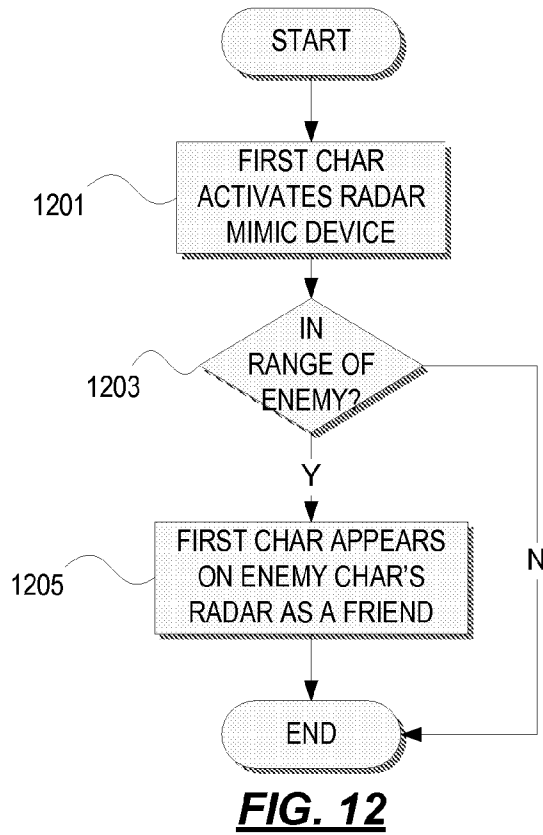 START
FIRST CHAR
ACTIVATES RADAR
MIMIC DEVICE
1201
IN
RANGE OF
ENEMY?
1203
Y
N
FIRST CHAR APPEARS
ON ENEMY CHAR'S
RADAR AS A FRIEND
1205
END
FIG. 12